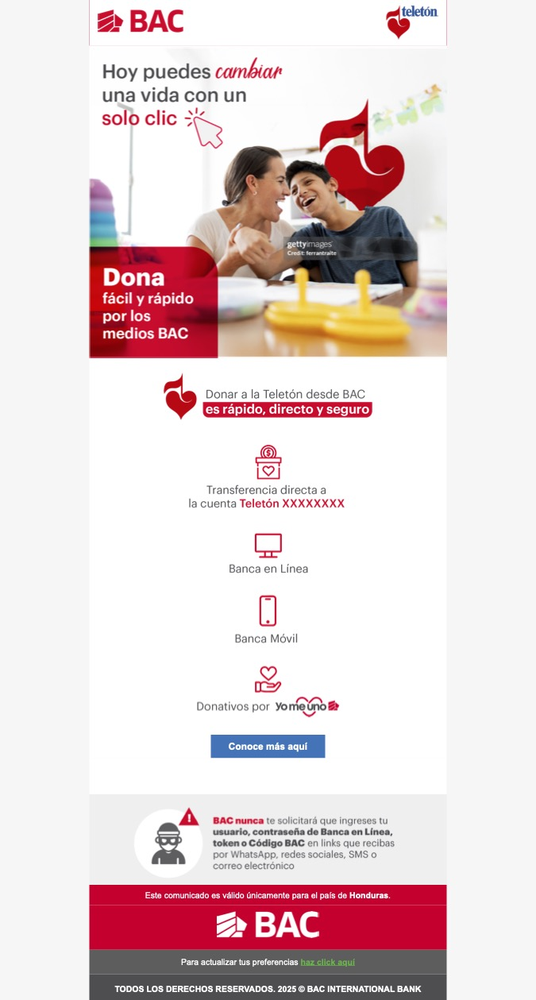 BAC
teletón
Hoy puedes cambiar
una vida con un
solo clic
gettyimages
Credit: ferrantraite
Dona
fácil y rápido
por los
medios BAC
Donar a la Teletón desde BAC
es rápido, directo y seguro
Transferencia directa a
la cuenta Teletón XXXXXXXX
Banca en Línea
Banca Móvil
Donativos por Yo me uno
Conoce más aquí
BAC nunca te solicitará que ingreses tu
usuario, contraseña de Banca en Línea,
token o Código BAC en links que recibas
por WhatsApp, redes sociales, SMS o
correo electrónico
Este comunicado es válido únicamente para el país de Honduras.
BAC
Para actualizar tus preferencias haz click aquí
TODOS LOS DERECHOS RESERVADOS. 2025 © BAC INTERNATIONAL BANK